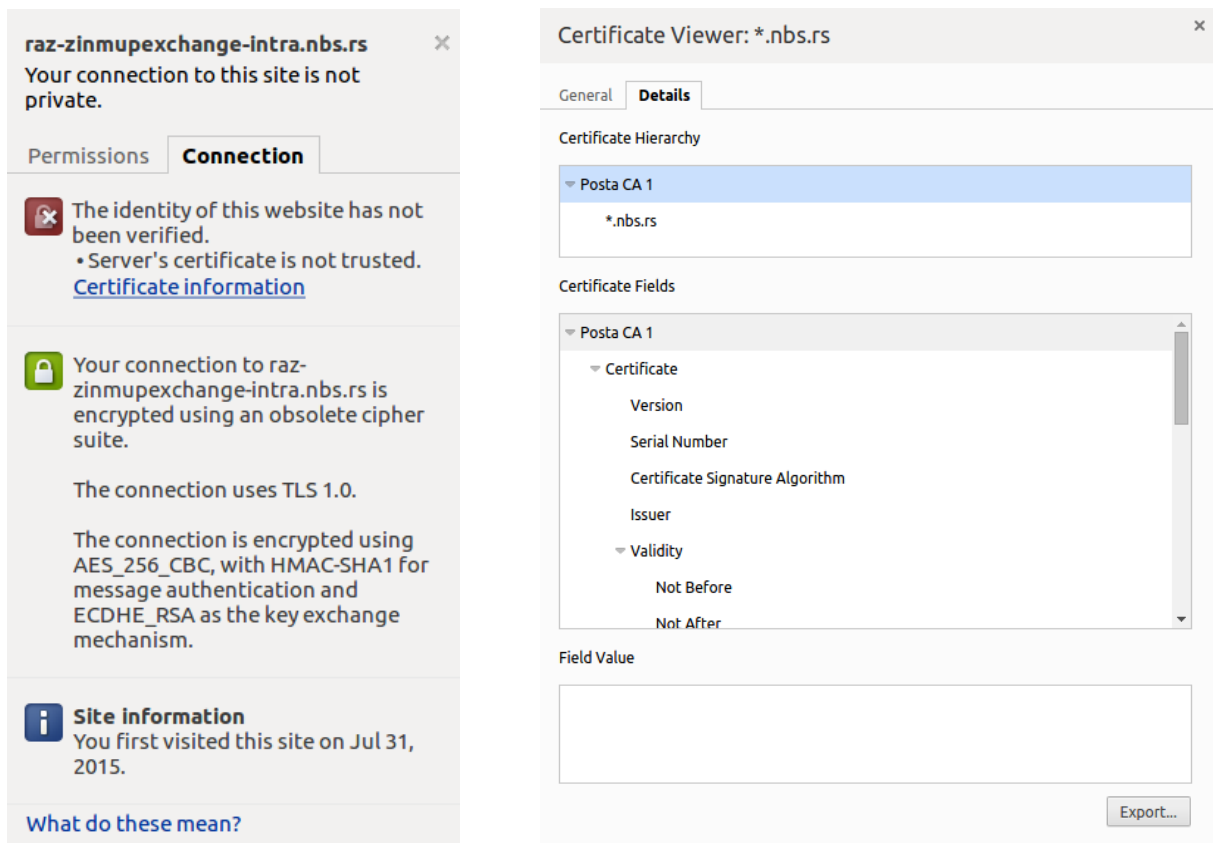 raz-zinmupexchange-intra.nbs.rs
Your connection to this site is not
private.
Permissions
Connection
The identity of this website has not
been verified.
• Server's certificate is not trusted.
Certificate information
Your connection to raz-
zinmupexchange-intra.nbs.rs is
encrypted using an obsolete cipher
suite.
The connection uses TLS 1.0.
The connection is encrypted using
AES_256_CBC, with HMAC-SHA1 for
message authentication and
ECDHE_RSA as the key exchange
mechanism.
Site information
You first visited this site on Jul 31,
2015.
What do these mean?
Certificate Viewer: *.nbs.rs
General
Details
Certificate Hierarchy
Posta CA 1
*.nbs.rs
Certificate Fields
Posta CA 1
Certificate
Version
Serial Number
Certificate Signature Algorithm
Issuer
Validity
Not Before
Not After
Field Value
Export...